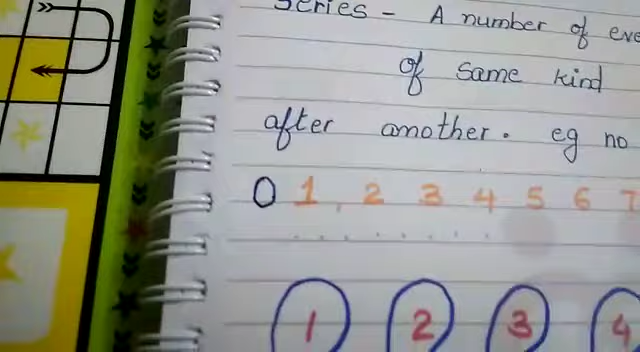 Series - A number of
of same kind
after another. eg no
0 1, 2 3 4 5 6 7
1 2 3 4